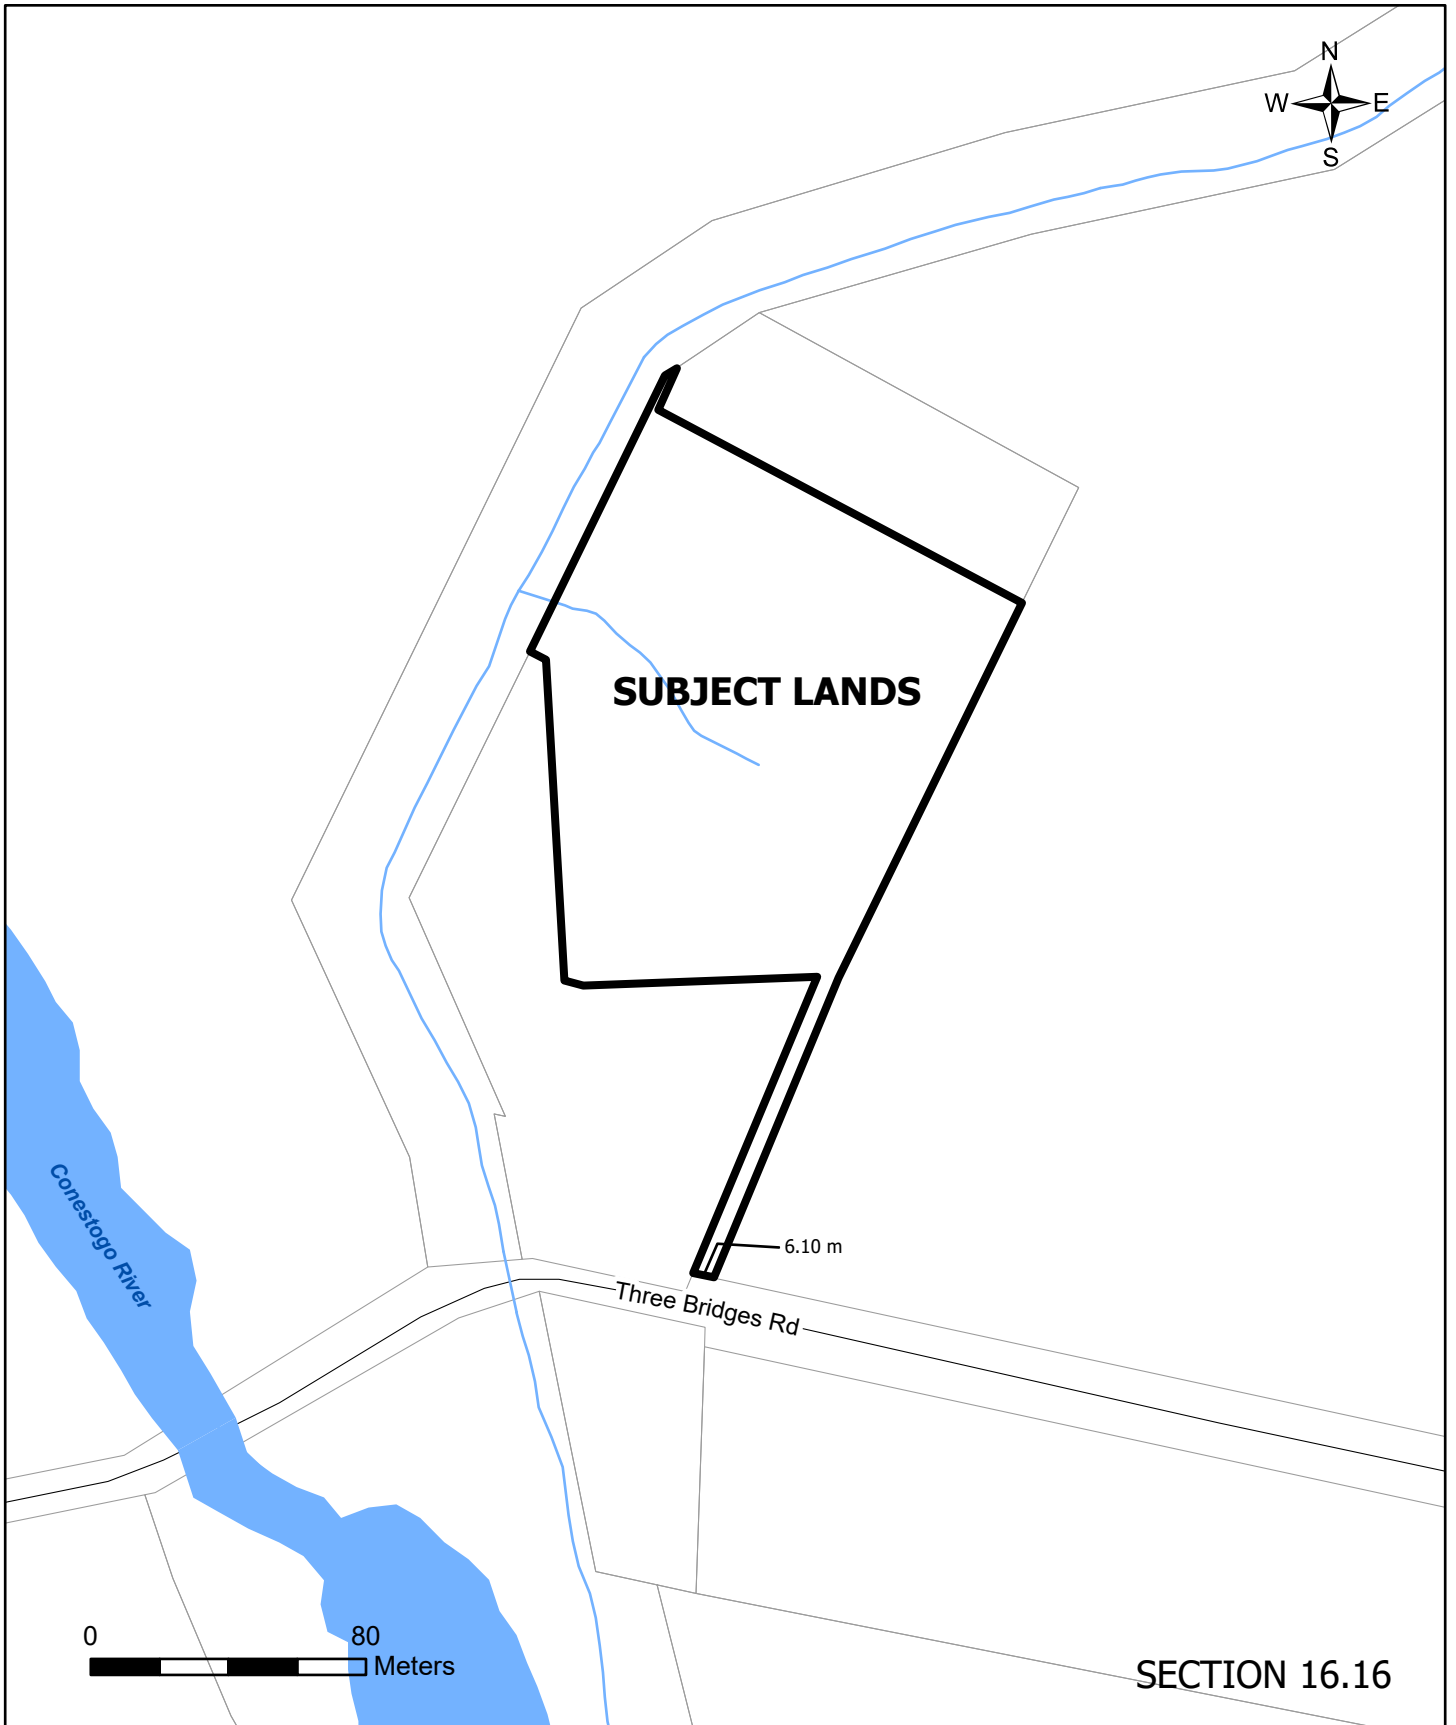 N
W E
S
SUBJECT LANDS
Conestogo River
6.10 m
Three Bridges Rd
0 80
Meters
SECTION 16.16